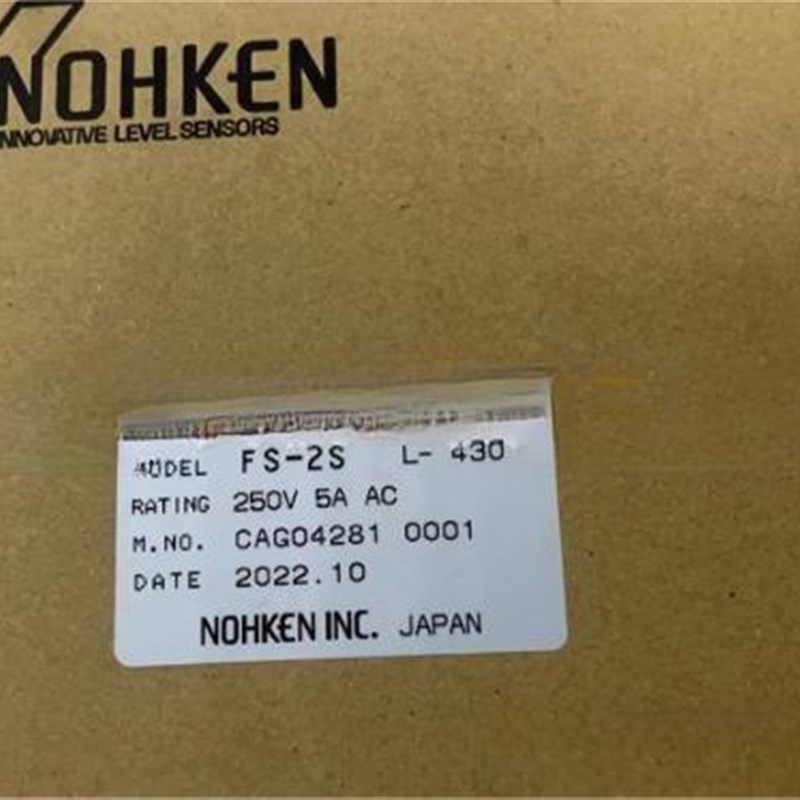 NOHKEN
INNOVATIVE LEVEL SENSORS
MODEL FS-2S L- 430
RATING 250V 5A AC
M.NO. CAG04281 0001
DATE 2022.10
NOHKEN INC. JAPAN